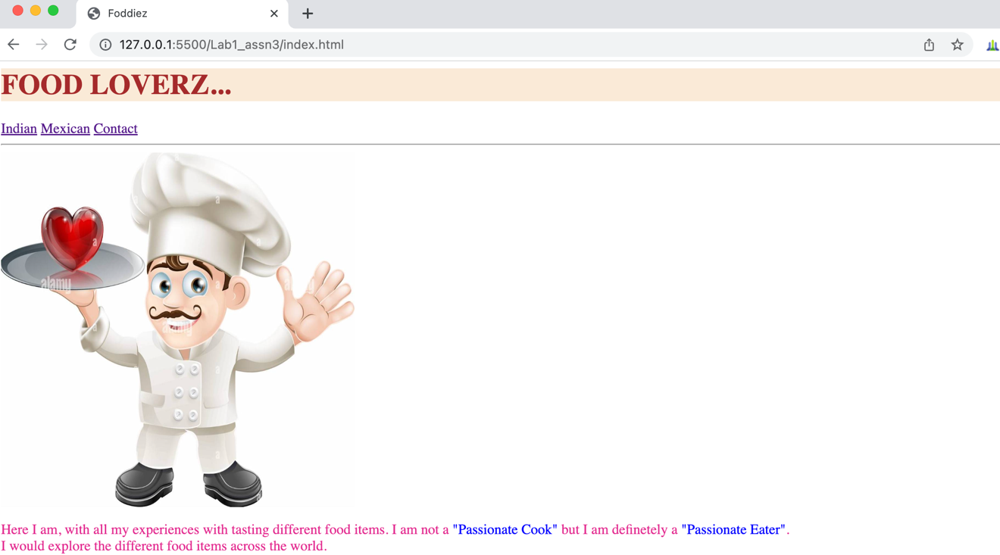 Foddiez
127.0.0.1:5500/Lab1_assn3/index.html
FOOD LOVERZ...
Indian Mexican Contact
a
a
a
alamy
a
alamy
a
alamy
a
a
Here I am, with all my experiences with tasting different food items. I am not a "Passionate Cook" but I am definetely a "Passionate Eater".
I would explore the different food items across the world.